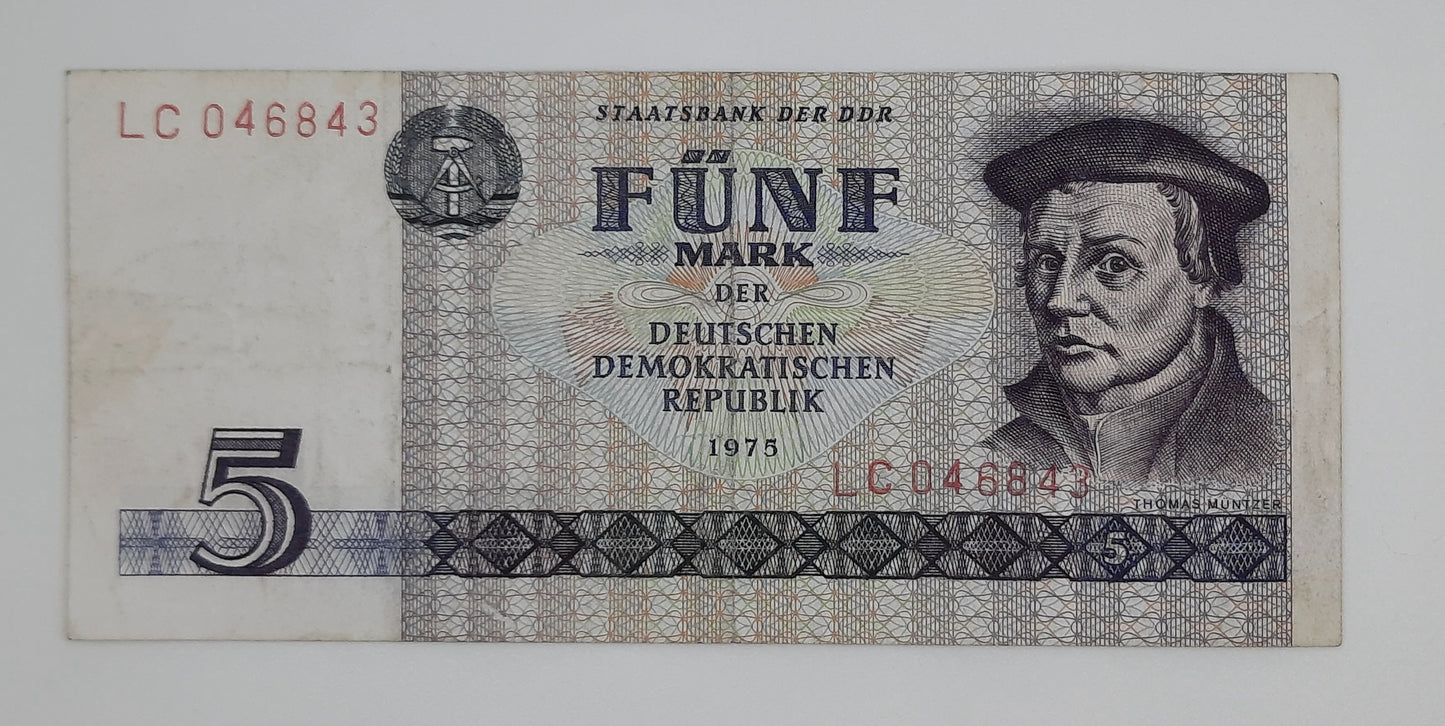 LC 046843
STAATSBANK DER DDR
FÜNF
MARK
DER
DEUTSCHEN
DEMOKRATISCHEN
REPUBLIK
1975
LC 046843
THOMAS MÜNTZER
5
5